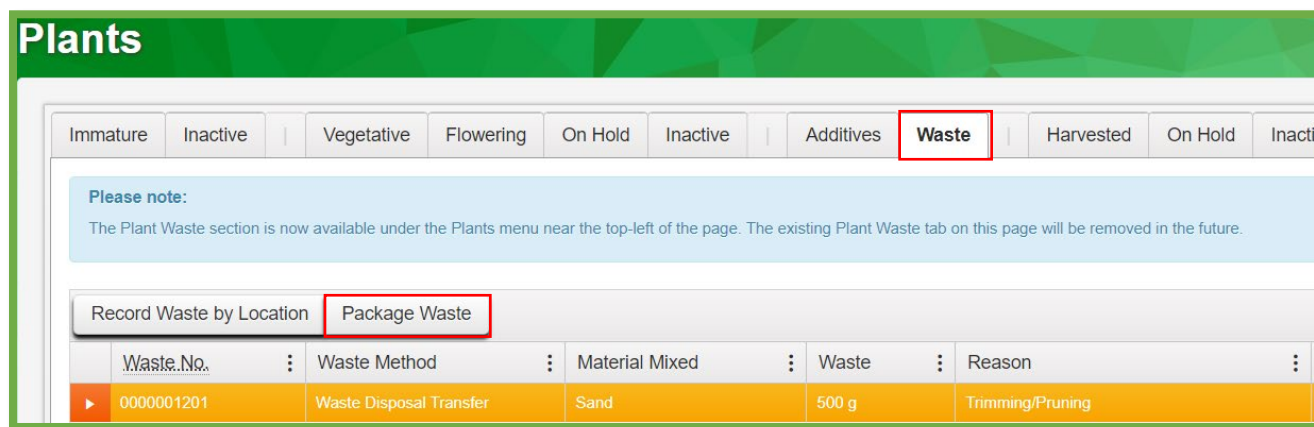 Plants
Immature Inactive | Vegetative Flowering On Hold Inactive | Additives Waste | Harvested On Hold Inacti
Please note:
The Plant Waste section is now available under the Plants menu near the top-left of the page. The existing Plant Waste tab on this page will be removed in the future.
Record Waste by Location Package Waste
Waste No. Waste Method Material Mixed Waste Reason
0000001201 Waste Disposal Transfer Sand 500 g Trimming/Pruning